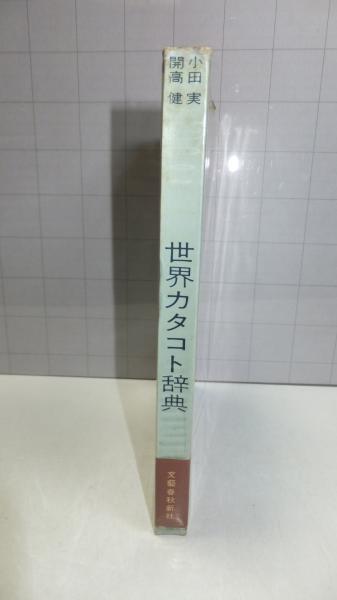 小田 実
開高 健
世界カタコト辞典
文藝春秋新社